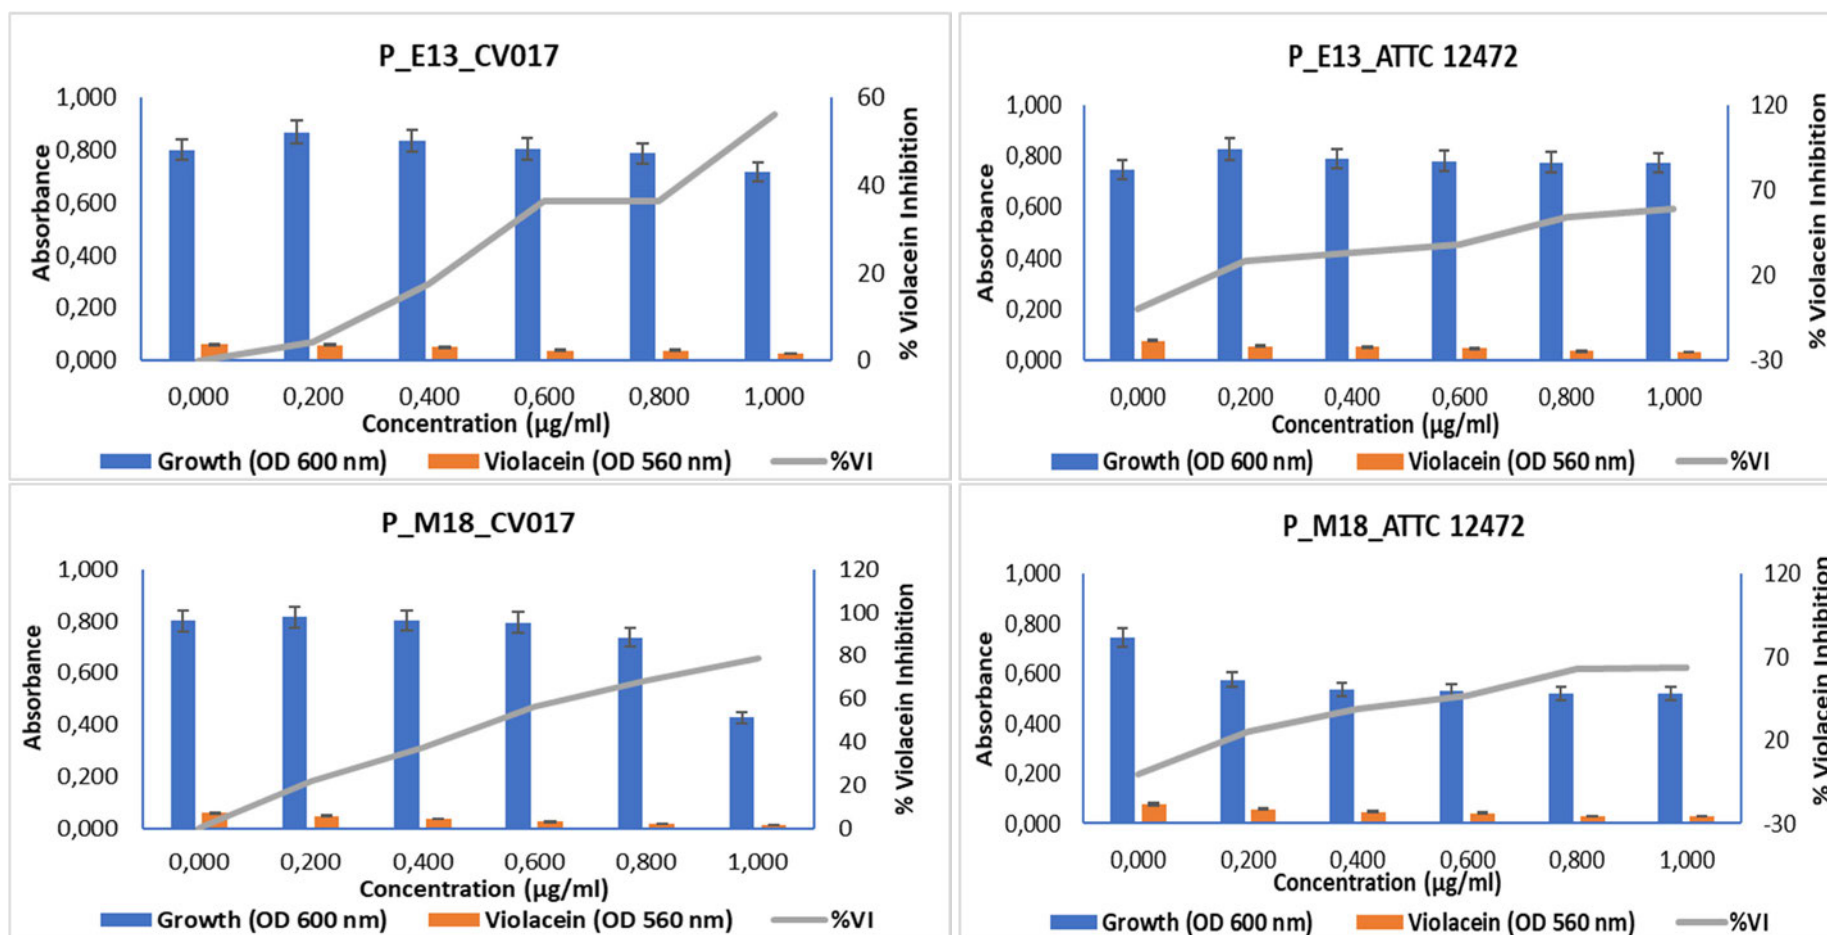 P_E13_CV017
1,000
0,800
0,600
0,400
0,200
0,000
Absorbance
60
40
20
0
% Violacein Inhibition
0,000 0,200 0,400 0,600 0,800 1,000
Concentration (µg/ml)
Growth (OD 600 nm) Violacein (OD 560 nm) %VI
P_E13_ATTC 12472
1,000
0,800
0,600
0,400
0,200
0,000
Absorbance
120
70
20
-30
% Violacein Inhibition
0,000 0,200 0,400 0,600 0,800 1,000
Concentration (µg/ml)
Growth (OD 600 nm) Violacein (OD 560 nm) %VI
P_M18_CV017
1,000
0,800
0,600
0,400
0,200
0,000
Absorbance
120
100
80
60
40
20
0
% Violacein Inhibition
0,000 0,200 0,400 0,600 0,800 1,000
Concentration (µg/ml)
Growth (OD 600 nm) Violacein (OD 560 nm) %VI
P_M18_ATTC 12472
1,000
0,800
0,600
0,400
0,200
0,000
Absorbance
120
70
20
-30
% Violacein Inhibition
0,000 0,200 0,400 0,600 0,800 1,000
Concentration (µg/ml)
Growth (OD 600 nm) Violacein (OD 560 nm) %VI